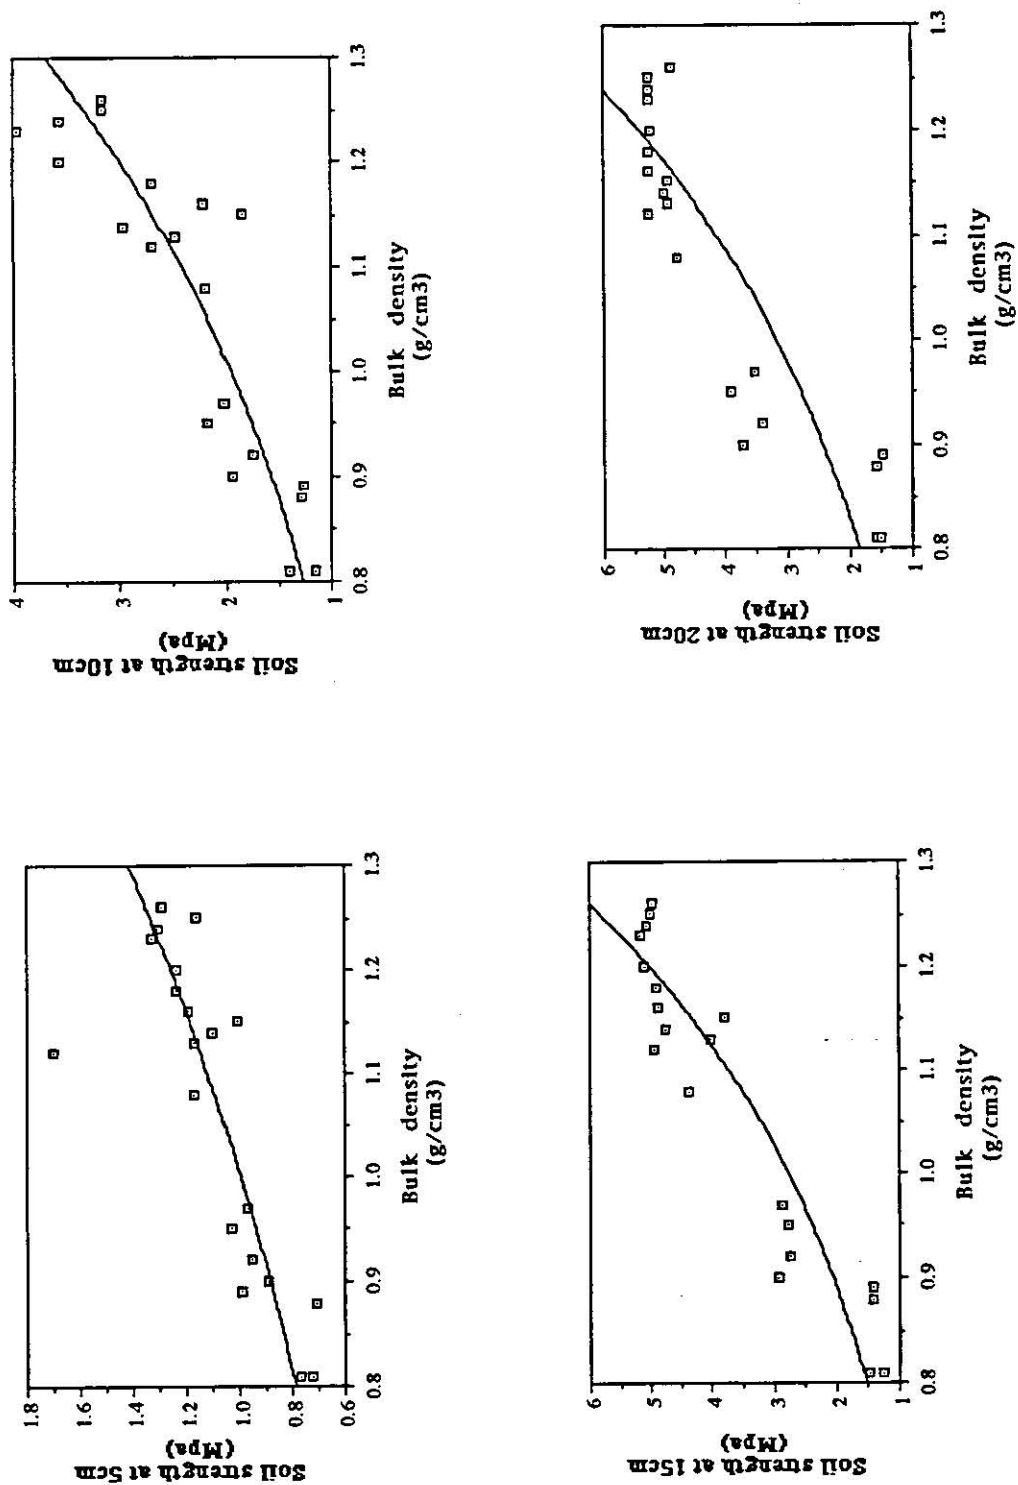 Soil strength at 5cm
(Mpa)
1.8
1.6
1.4
1.2
1.0
0.8
0.6
0.8
0.9
1.0
1.1
1.2
1.3
Bulk density
(g/cm3)
Soil strength at 10cm
(Mpa)
4
3
2
1
0.8
0.9
1.0
1.1
1.2
1.3
Bulk density
(g/cm3)
Soil strength at 15cm
(Mpa)
6
5
4
3
2
1
0.8
0.9
1.0
1.1
1.2
1.3
Bulk density
(g/cm3)
Soil strength at 20cm
(Mpa)
6
5
4
3
2
1
0.8
0.9
1.0
1.1
1.2
1.3
Bulk density
(g/cm3)